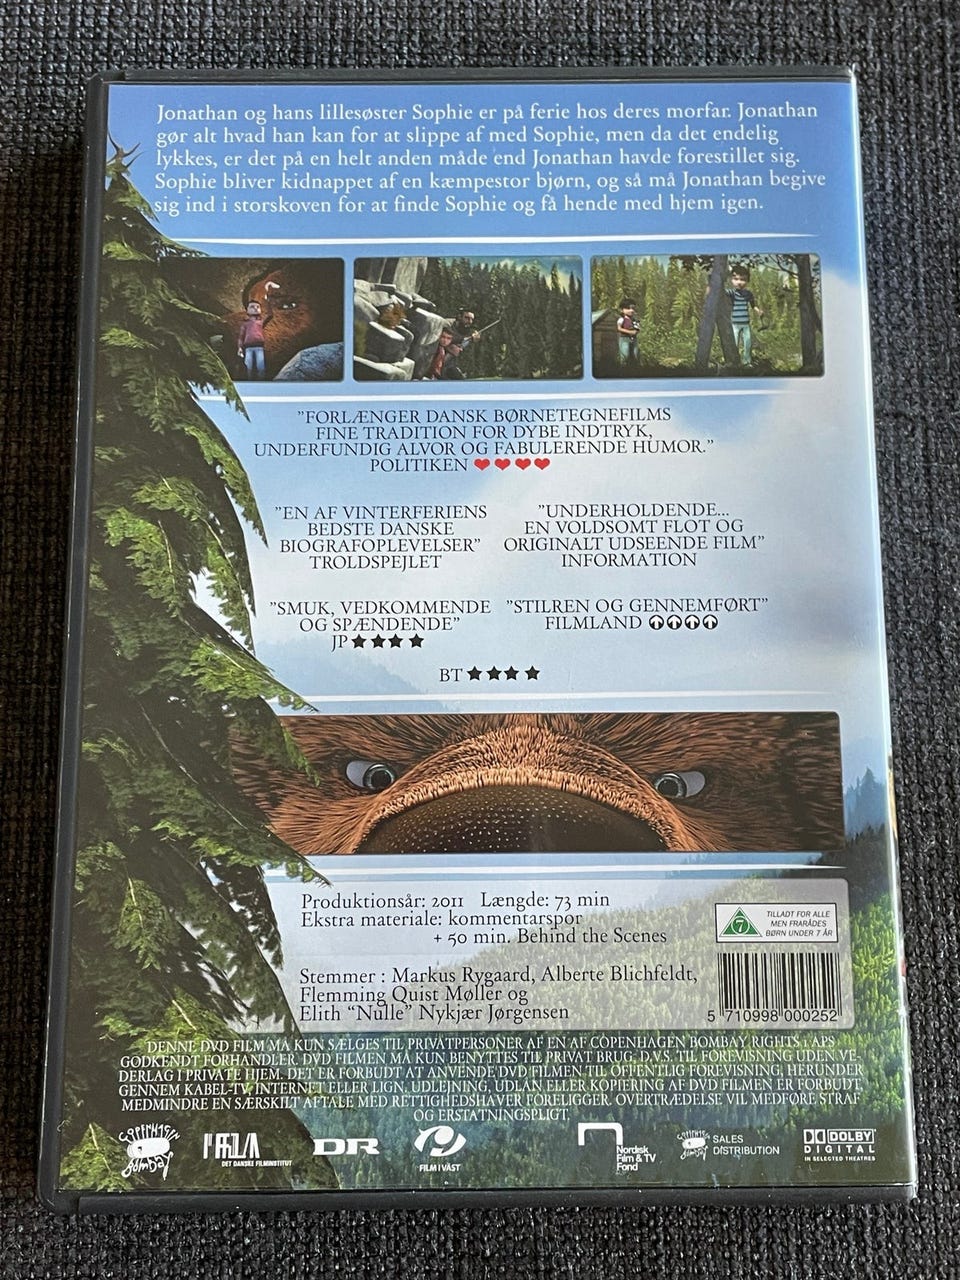 Jonathan og hans lillesøster Sophie er på ferie hos deres morfar. Jonathan
gør alt hvad han kan for at slippe af med Sophie, men da det endelig
lykkes, er det på en helt anden måde end Jonathan havde forestillet sig.
Sophie bliver kidnappet af en kæmpestor bjørn, og så må Jonathan begive
sig ind i storskoven for at finde Sophie og få hende med hjem igen.
"FORLÆNGER DANSK BØRNETEGNEFILMS
FINE TRADITION FOR DYBE INDTRYK,
UNDERFUNDIG ALVOR OG FABULERENDE HUMOR."
POLITIKEN ♥♥♥♥
"EN AF VINTERFERIENS
BEDSTE DANSKE
BIOGRAFOPLEVELSER"
TROLDSPEJLET
"UNDERHOLDENDE...
EN VOLDSOMT FLOT OG
ORIGINALT UDSEENDE FILM"
INFORMATION
"SMUK, VEDKOMMENDE
OG SPÆNDENDE"
JP ★★★★
"STILREN OG GENNEMFØRT"
FILMLAND
BT ★★★★
Produktionsår: 2011 Længde: 73 min
Ekstra materiale: kommentarspor
+ 50 min. Behind the Scenes
7
TILLADT FOR ALLE
MEN FRARÅDES
BØRN UNDER 7 ÅR
Stemmer : Markus Rygaard, Alberte Blichfeldt,
Flemming Quist Møller og
Elith "Nulle" Nykjær Jørgensen
5 710998 000252
DENNE DVD FILM MÅ KUN SÆLGES TIL PRIVATPERSONER AF EN AF COPENHAGEN BOMBAY RIGHTS 1 APS
GODKENDT FORHANDLER. DVD FILMEN MÅ KUN BENYTTES TIL PRIVAT BRUG, D.V.S. TIL FOREVISNING UDEN VE-
DERLAG I PRIVATE HJEM. DET ER FORBUDT AT ANVENDE DVD FILMEN TIL OFFENTLIG FOREVISNING, HERUNDER
GENNEM KABEL-TV, INTERNET ELLER LIGN. UDLEJNING, UDLÅN ELLER KOPIERING AF DVD FILMEN ER FORBUDT,
MEDMINDRE EN SÆRSKILT AFTALE MED RETTIGHEDSHAVER FORELIGGER. OVERTRÆDELSE VIL MEDFØRE STRAF
OG ERSTATNINGSPLIGT.
COPENHAGEN
BOMBAY
DET DANSKE FILMINSTITUT
DR
FILM I VÄST
Nordisk
Film & TV
Fond
COPENHAGEN
BOMBAY
SALES
DISTRIBUTION
DOLBY
DIGITAL
IN SELECTED THEATRES